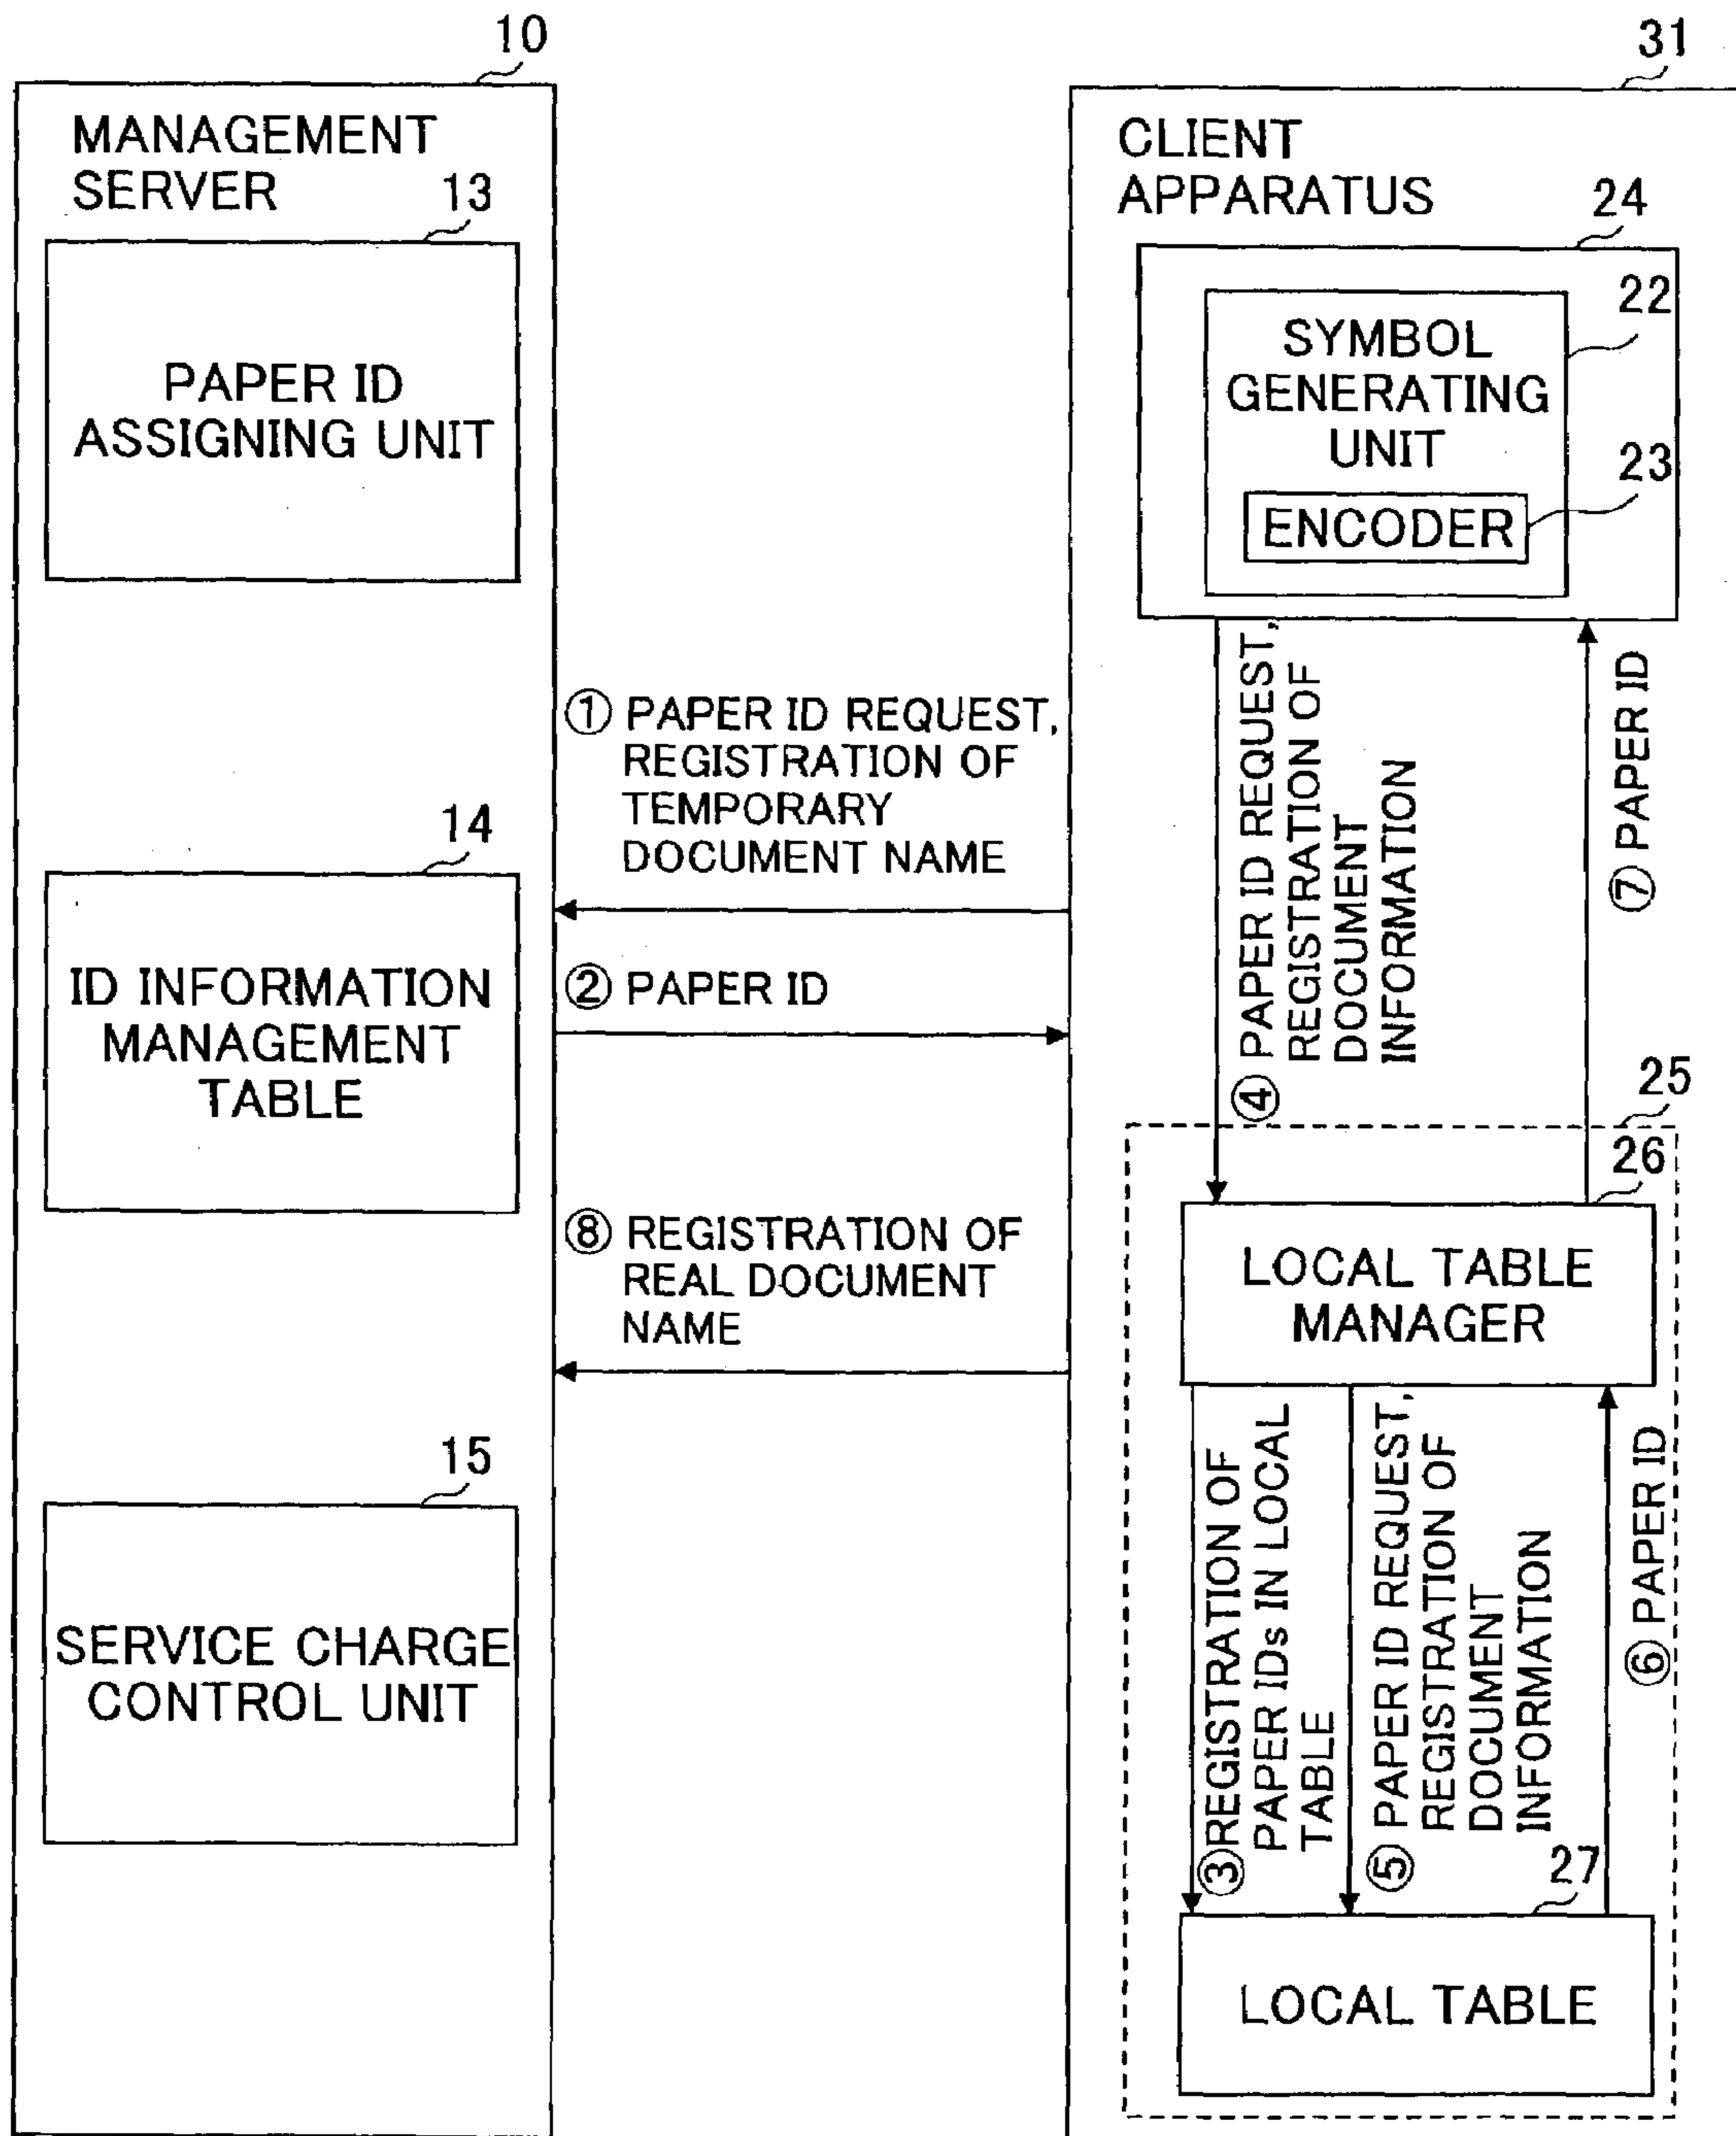 10
MANAGEMENT
SERVER
13
PAPER ID
ASSIGNING UNIT
14
ID INFORMATION
MANAGEMENT
TABLE
15
SERVICE CHARGE
CONTROL UNIT
① PAPER ID REQUEST,
REGISTRATION OF
TEMPORARY
DOCUMENT NAME
② PAPER ID
⑧ REGISTRATION OF
REAL DOCUMENT
NAME
31
CLIENT
APPARATUS
24
22
SYMBOL
GENERATING
UNIT
23
ENCODER
④ PAPER ID REQUEST,
REGISTRATION OF
DOCUMENT
INFORMATION
⑦ PAPER ID
25
26
LOCAL TABLE
MANAGER
③REGISTRATION OF
PAPER IDs IN LOCAL
TABLE
⑤ PAPER ID REQUEST,
REGISTRATION OF
DOCUMENT
INFORMATION
⑥ PAPER ID
27
LOCAL TABLE